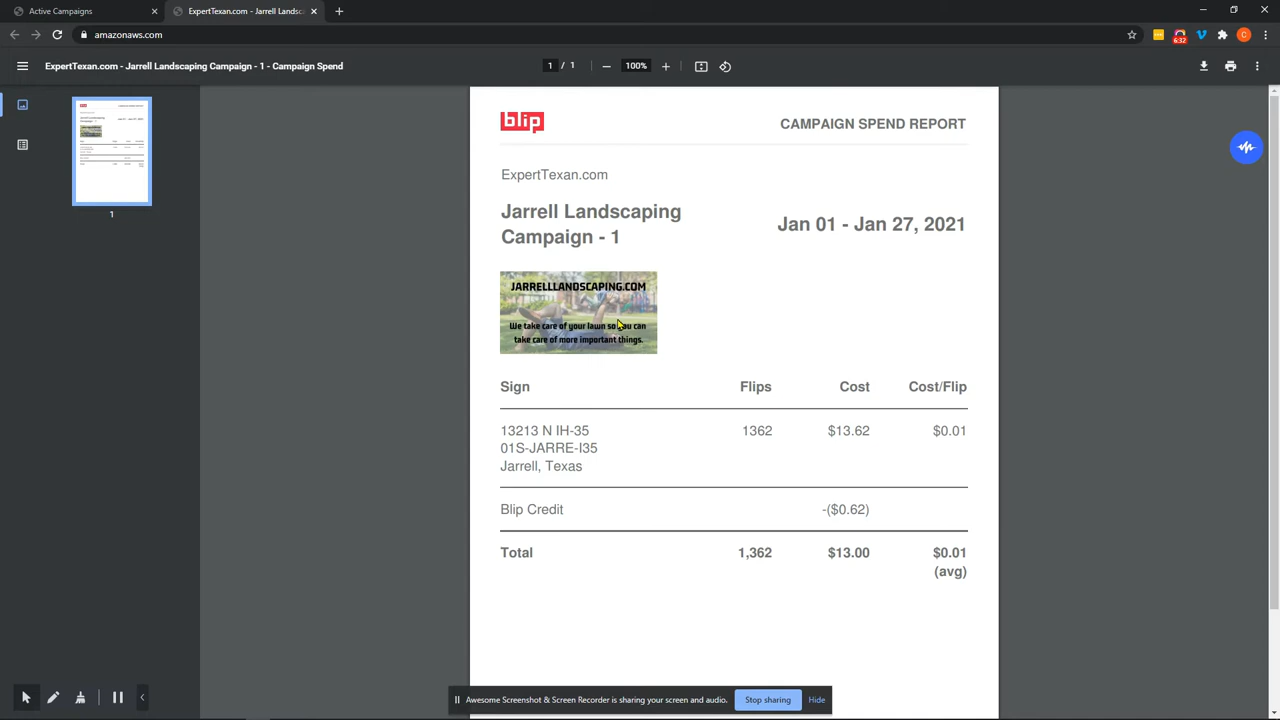 Active Campaigns
ExpertTexan.com - Jarrell Landsc
amazonaws.com
6:32
C
ExpertTexan.com - Jarrell Landscaping Campaign - 1 - Campaign Spend
1 / 1
100%
1
blip
CAMPAIGN SPEND REPORT
ExpertTexan.com
Jarrell Landscaping
Campaign - 1
Jan 01 - Jan 27, 2021
JARRELLLANDSCAPING.COM
We take care of your lawn so you can
take care of more important things.
Sign Flips Cost Cost/Flip
13213 N IH-35 1362 $13.62 $0.01
01S-JARRE-I35
Jarrell, Texas
Blip Credit -($0.62)
Total 1,362 $13.00 $0.01
(avg)
Awesome Screenshot & Screen Recorder is sharing your screen and audio. Stop sharing Hide